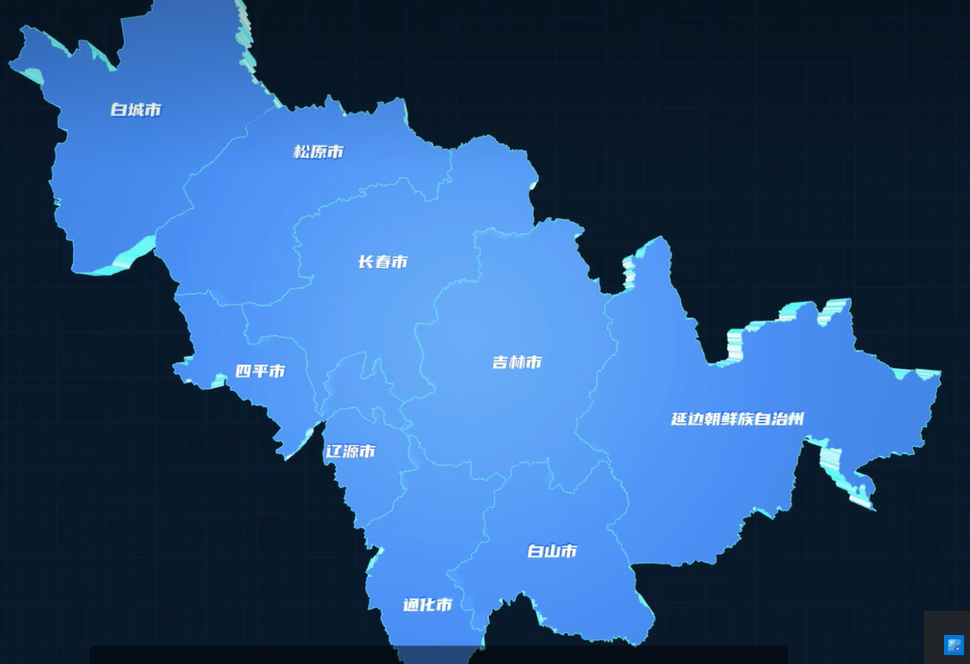 白城市
松原市
长春市
吉林市
四平市
延边朝鲜族自治州
辽源市
白山市
通化市